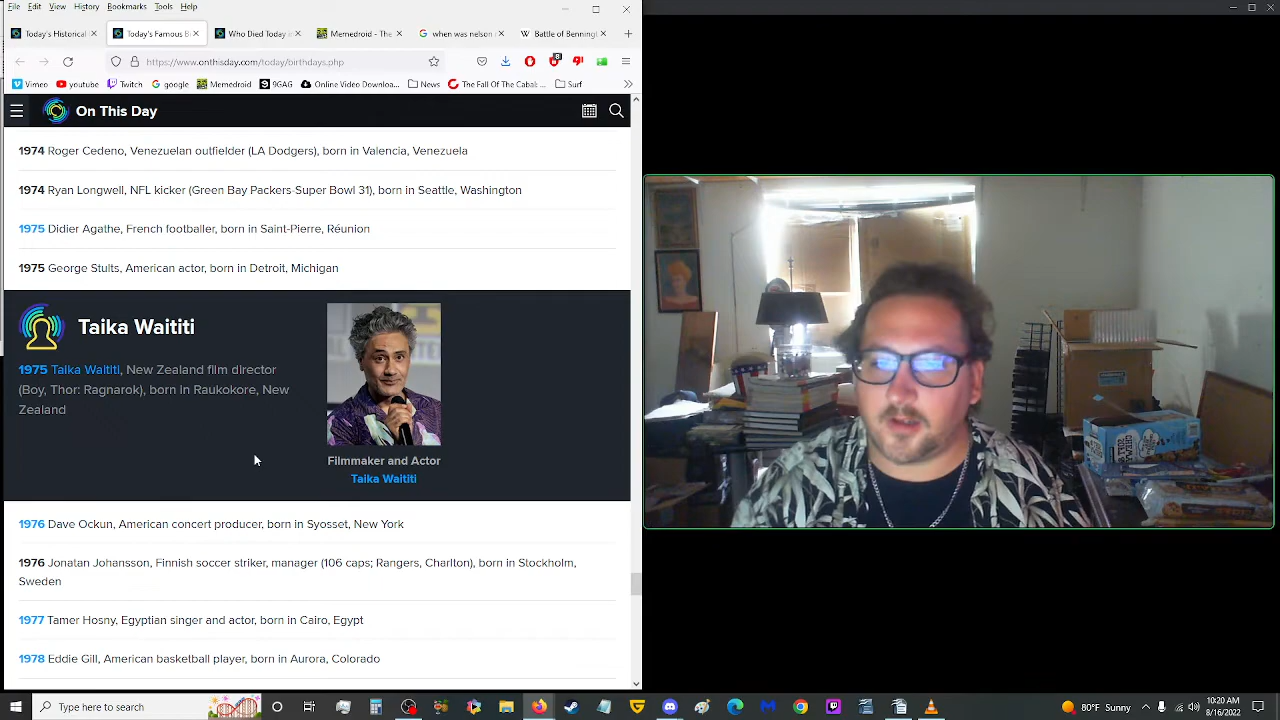 File Edit View History Bookmarks Tools Help
Today's Historical
Today's Famous Bi
Who Died Today in
Memedroid - The
when was nelson
Battle of Benningt
https://www.onthisday.com/today/birthdays.php
Vimeo
youtube
Twitch
google
Memedroid
9GAG
Online Video Downloa...
News
The Fall Of The Cabal:...
Surf
On This Day
1974 Roger Cedeno, Venezuelan outfielder (LA Dodgers), born in Valencia, Venezuela
1974 Ryan Longwell, NFL kicker (Green Bay Packers-Super Bowl 31), born in Seattle, Washington
1975 Didier Agathe, French footballer, born in Saint-Pierre, Réunion
1975 George Stults, American actor, born in Detroit, Michigan
Taika Waititi
1975 Taika Waititi, New Zealand film director
(Boy, Thor: Ragnarok), born in Raukokore, New
Zealand
Filmmaker and Actor
Taika Waititi
1976 Dave Ockun, American concert producer, born in Syosset, New York
1976 Jonatan Johansson, Finnish soccer striker, manager (106 caps; Rangers, Charlton), born in Stockholm,
Sweden
1977 Tamer Hosny, Egyptian singer and actor, born in Cairo, Egypt
1978 Eddie Gill, American basketball player, born in Aurora, Colorado
Type here to search
80°F Sunny
10:20 AM
8/16/2022